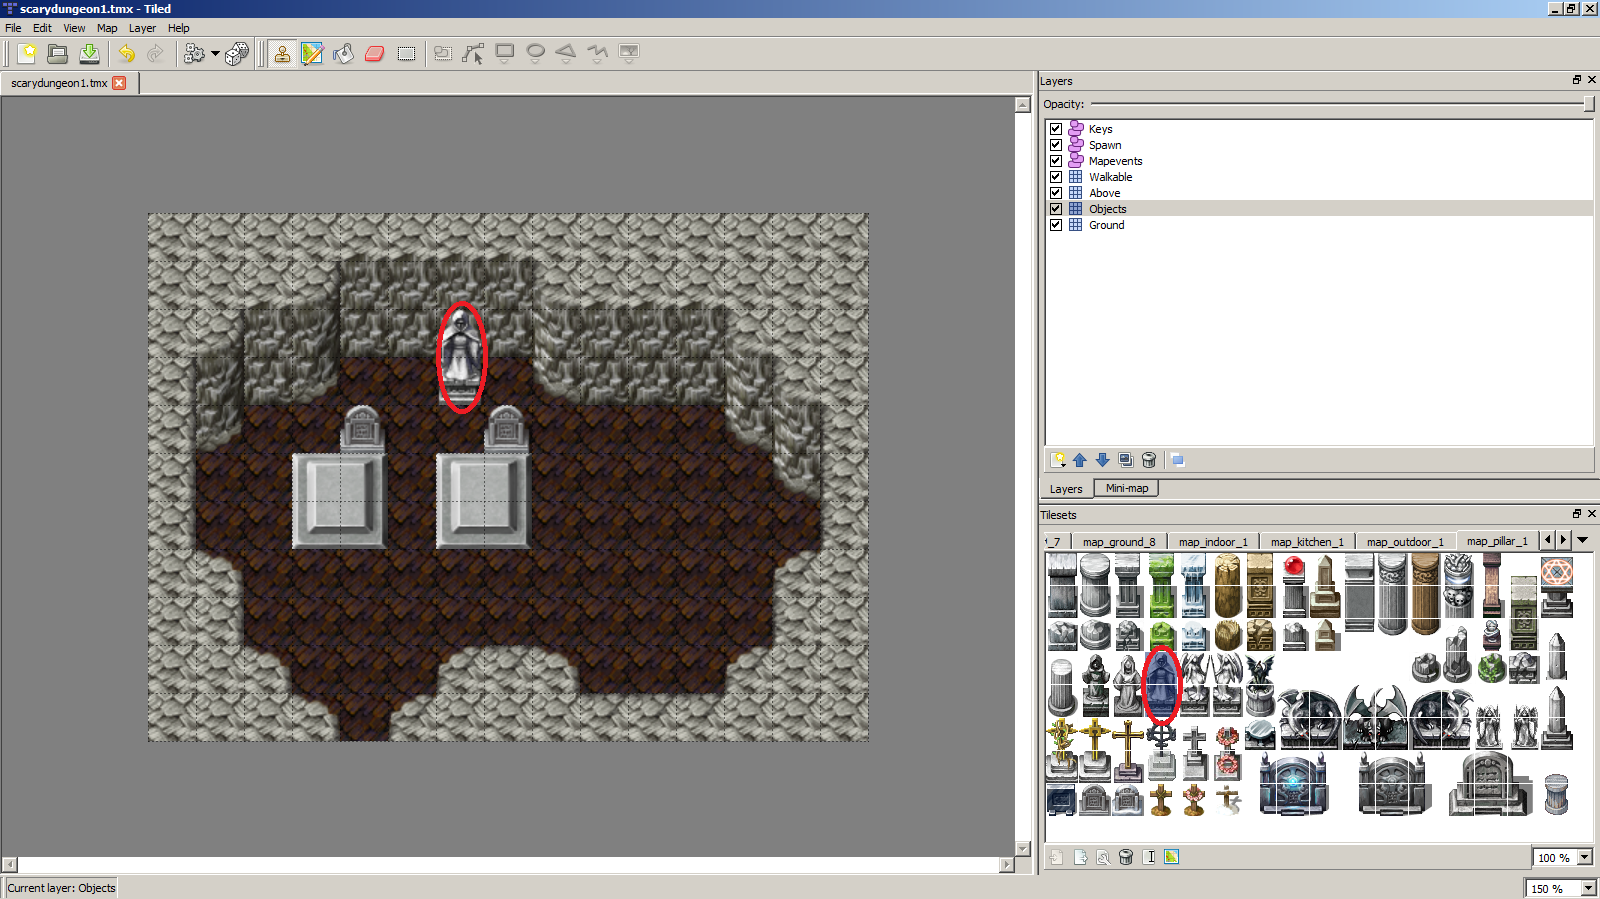 scarydungeon1.tmx - Tiled
File Edit View Map Layer Help
scarydungeon1.tmx
Layers
Opacity:
Keys
Spawn
Mapevents
Walkable
Above
Objects
Ground
Layers Mini-map
Tilesets
_7 map_ground_8 map_indoor_1 map_kitchen_1 map_outdoor_1 map_pillar_1
100 %
Current layer: Objects
150 %